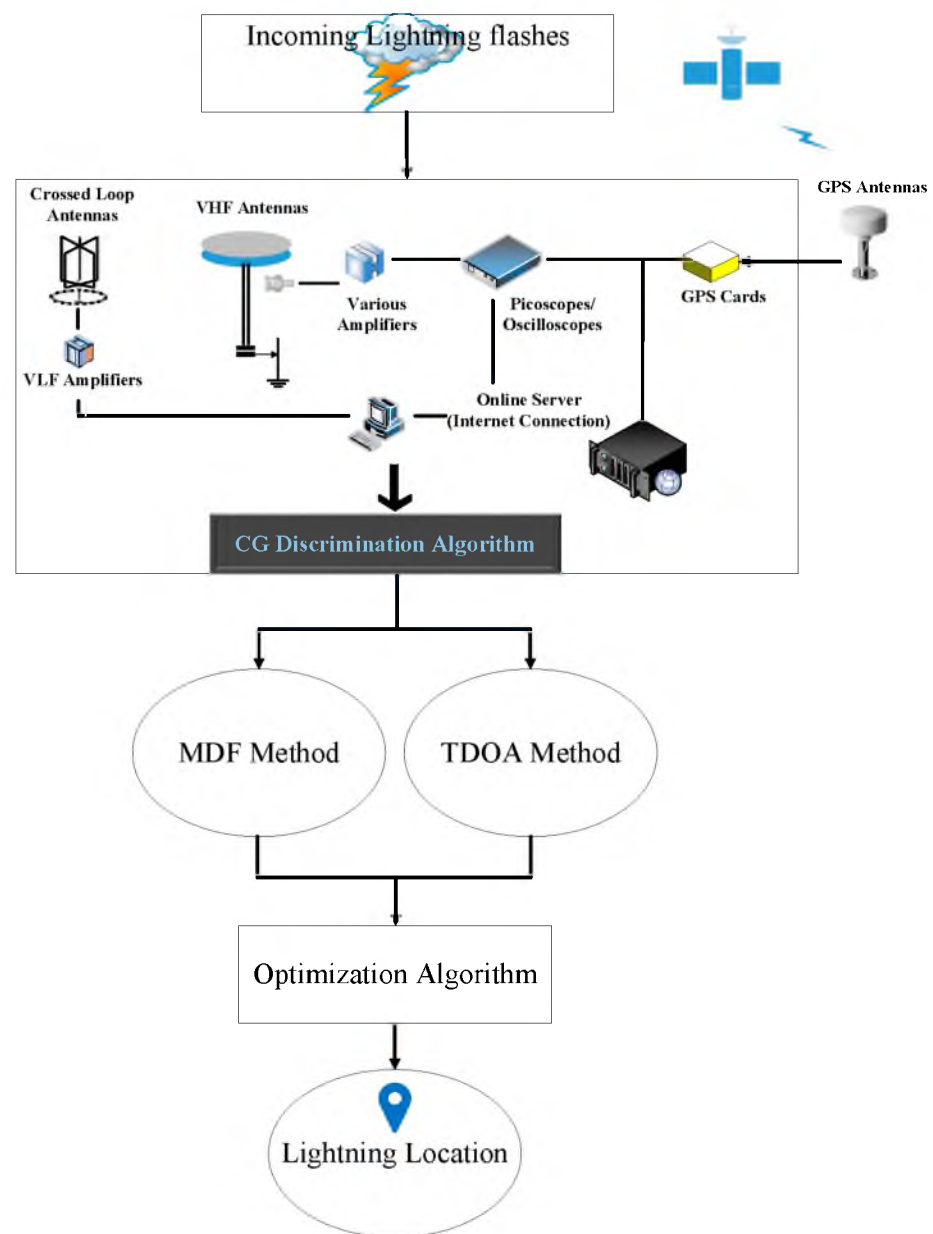 Incoming Lightning flashes
Crossed Loop
Antennas
VHF Antennas
GPS Antennas
Various
Amplifiers
Picoscopes/
Oscilloscopes
GPS Cards
VLF Amplifiers
Online Server
(Internet Connection)
CG Discrimination Algorithm
MDF Method
TDOA Method
Optimization Algorithm
Lightning Location